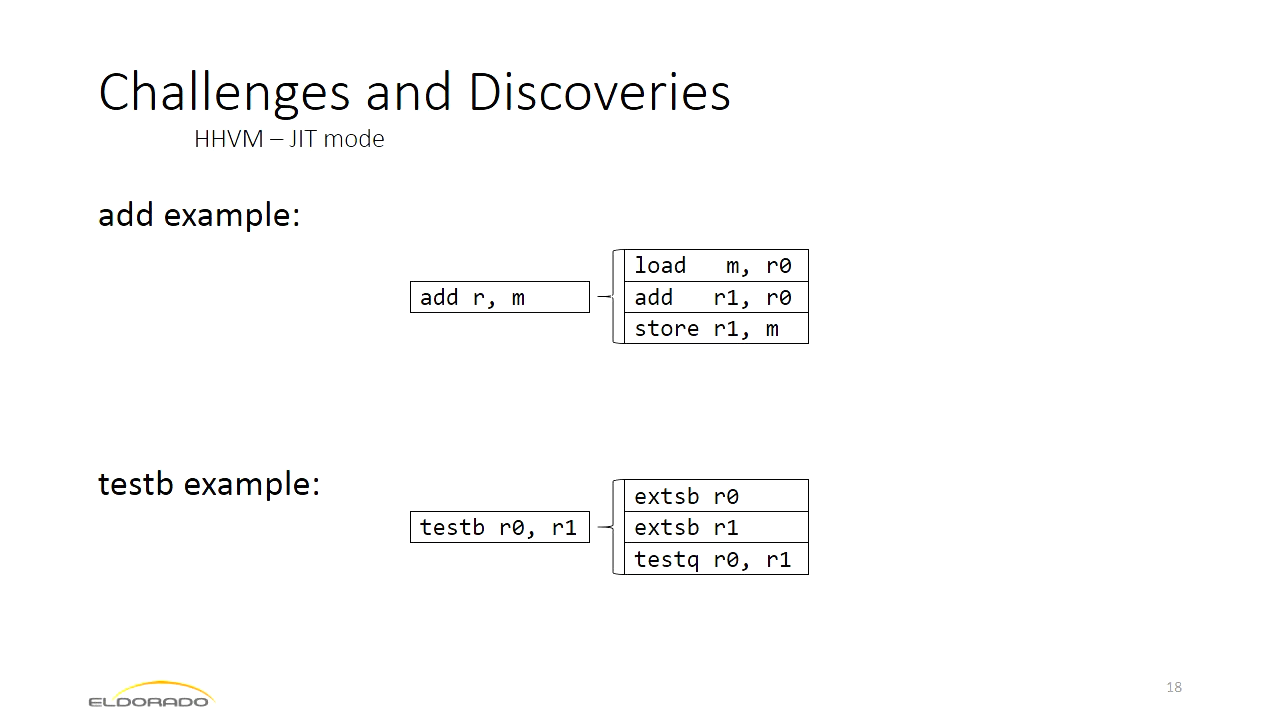 Challenges and Discoveries
HHVM – JIT mode
add example:
add r, m
load m, r0
add r1, r0
store r1, m
testb example:
testb r0, r1
extsb r0
extsb r1
testq r0, r1
ELDORADO
18